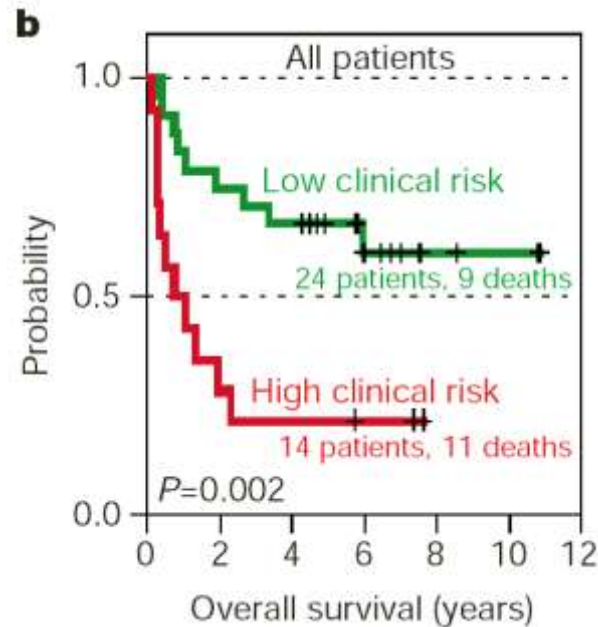 b
All patients
1.0
Low clinical risk
24 patients, 9 deaths
0.5
Probability
High clinical risk
14 patients, 11 deaths
P=0.002
0.0
0 2 4 6 8 10 12
Overall survival (years)